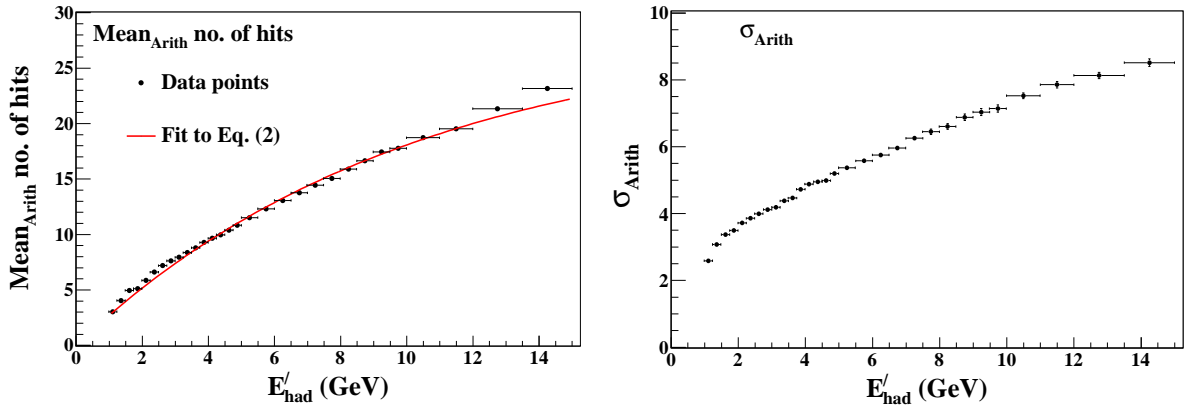 Mean_Arith no. of hits
Data points
Fit to Eq. (2)
Mean_Arith no. of hits
30
25
20
15
10
5
0
0 2 4 6 8 10 12 14
E′_had (GeV)
σ_Arith
σ_Arith
10
8
6
4
2
0
0 2 4 6 8 10 12 14
E′_had (GeV)